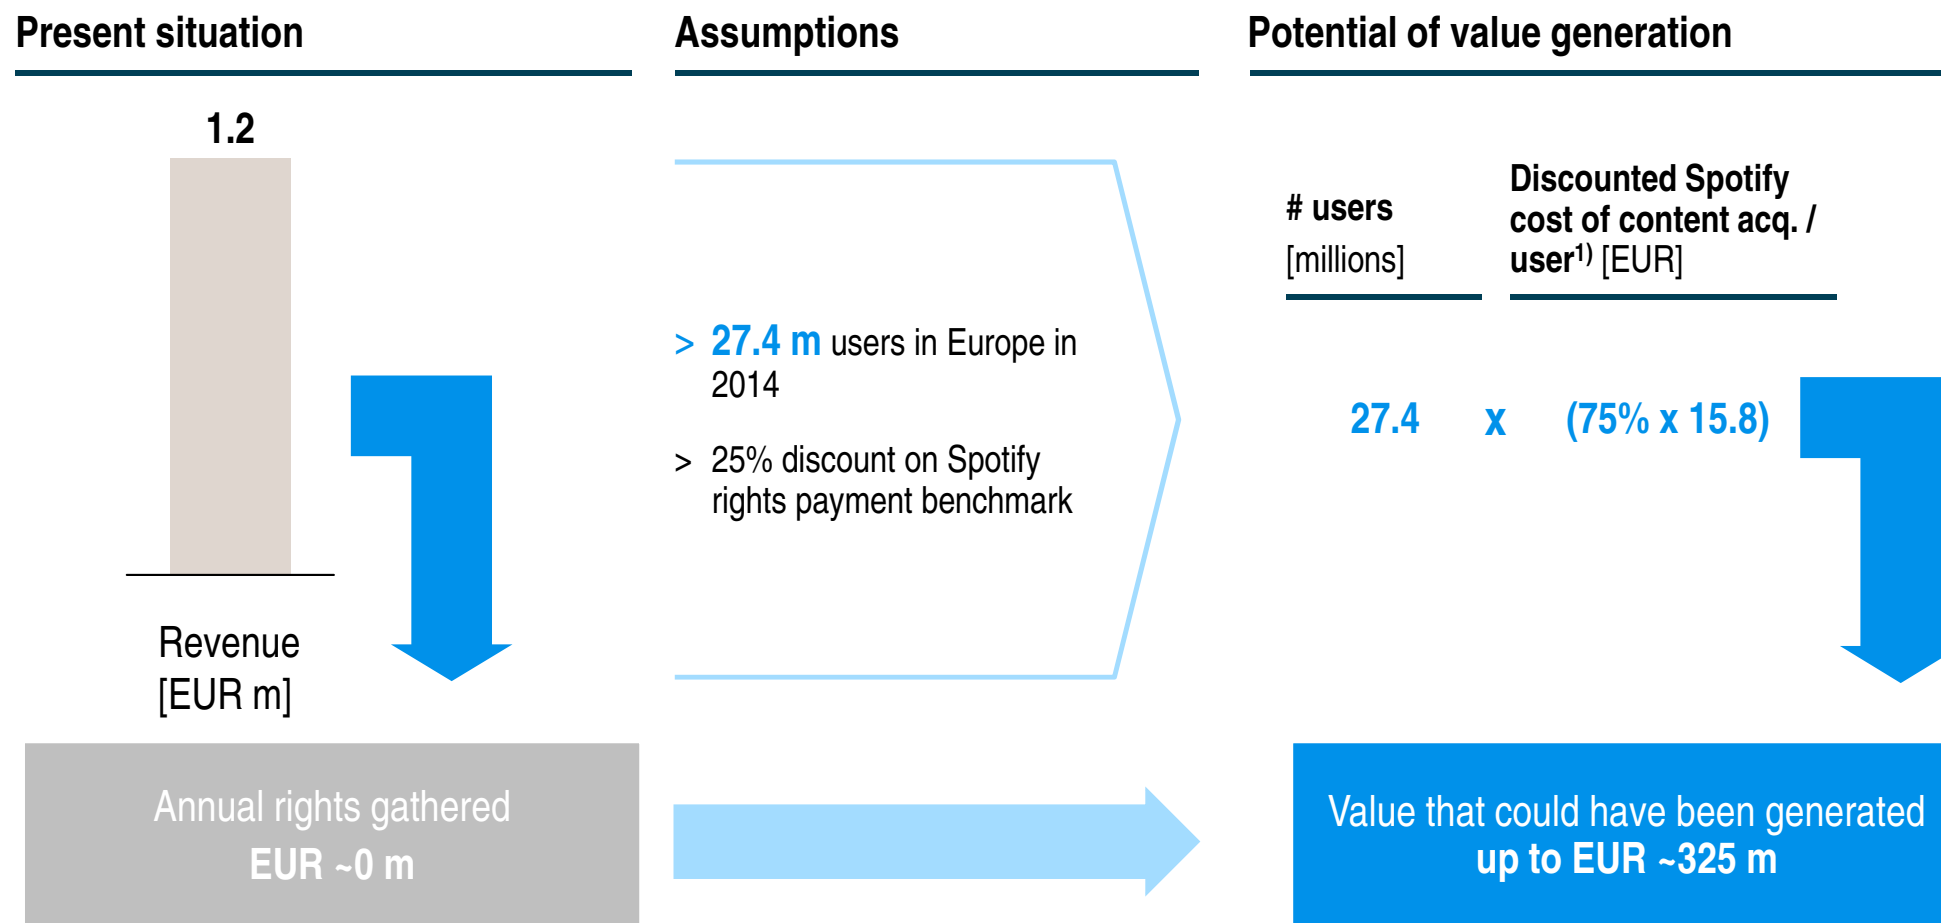 Present situation
1.2
Revenue
[EUR m]
Annual rights gathered
EUR ~0 m
Assumptions
> 27.4 m users in Europe in
2014
> 25% discount on Spotify
rights payment benchmark
Potential of value generation
# users
[millions]
Discounted Spotify
cost of content acq. /
user¹⁾ [EUR]
27.4 x (75% x 15.8)
Value that could have been generated
up to EUR ~325 m